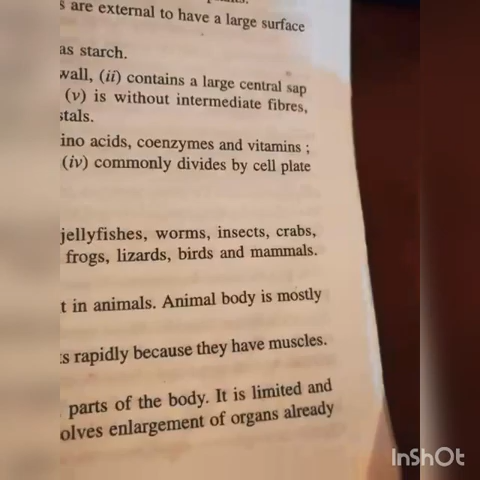 are external to have a large surface
as starch.
wall, (ii) contains a large central sap
(v) is without intermediate fibres,
stals.
ino acids, coenzymes and vitamins ;
(iv) commonly divides by cell plate
jellyfishes, worms, insects, crabs,
frogs, lizards, birds and mammals.
t in animals. Animal body is mostly
s rapidly because they have muscles.
parts of the body. It is limited and
olves enlargement of organs already
InShOt